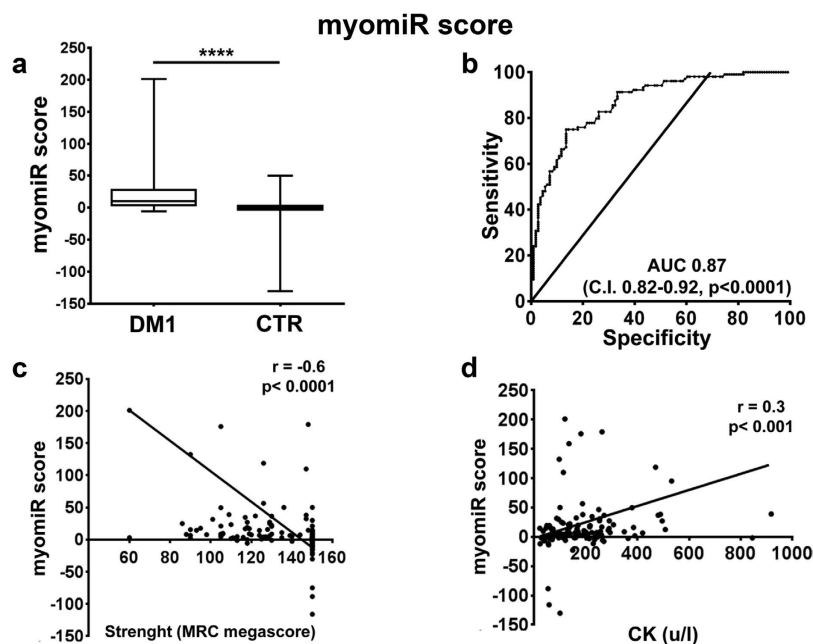 myomiR score
a
****
myomiR score
250
200
150
100
50
0
-50
-100
-150
DM1 CTR
b
Sensitivity
100
80
60
40
20
0
AUC 0.87
(C.I. 0.82-0.92, p<0.0001)
0 20 40 60 80 100
Specificity
c
r = -0.6
p< 0.0001
myomiR score
250
200
150
100
50
0
-50
-100
-150
40 60 80 100 120 140 160
Strenght (MRC megascore)
d
r = 0.3
p< 0.001
myomiR score
250
200
150
100
50
0
-50
-100
-150
200 400 600 800 1000
CK (u/l)